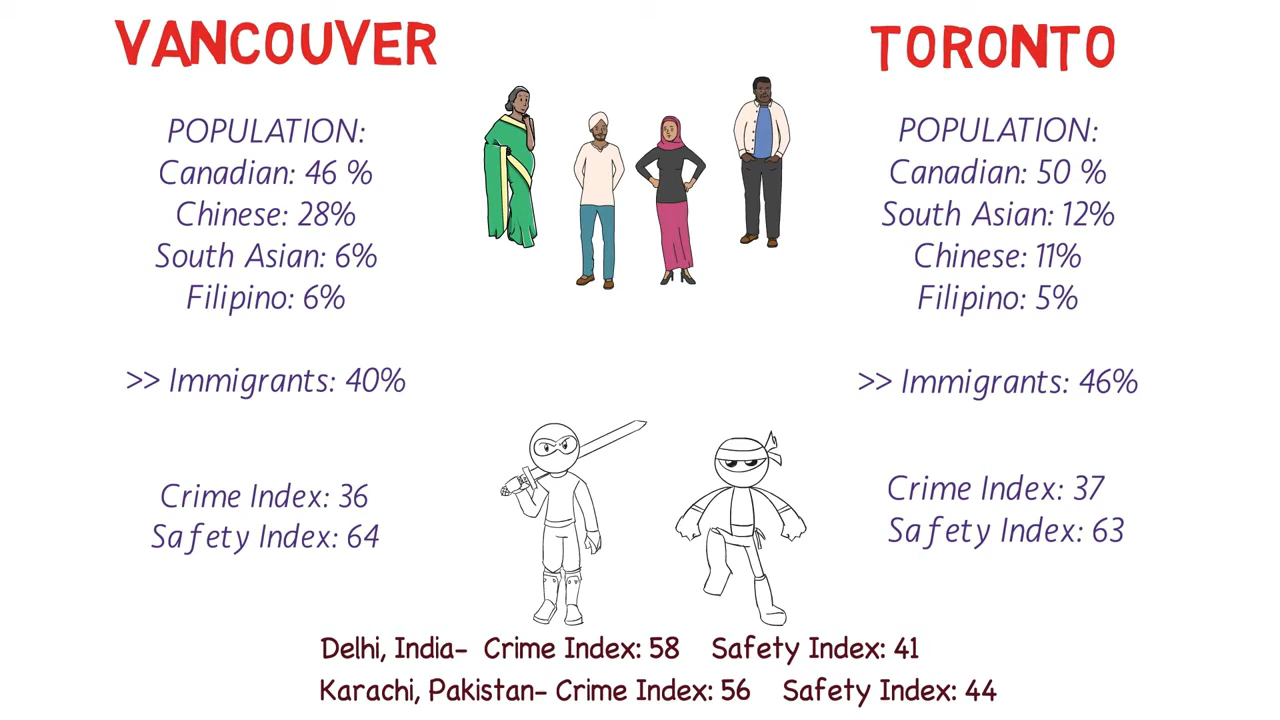 VANCOUVER
POPULATION:
Canadian: 46 %
Chinese: 28%
South Asian: 6%
Filipino: 6%
>> Immigrants: 40%
Crime Index: 36
Safety Index: 64
TORONTO
POPULATION:
Canadian: 50 %
South Asian: 12%
Chinese: 11%
Filipino: 5%
>> Immigrants: 46%
Crime Index: 37
Safety Index: 63
Delhi, India- Crime Index: 58 Safety Index: 41
Karachi, Pakistan- Crime Index: 56 Safety Index: 44